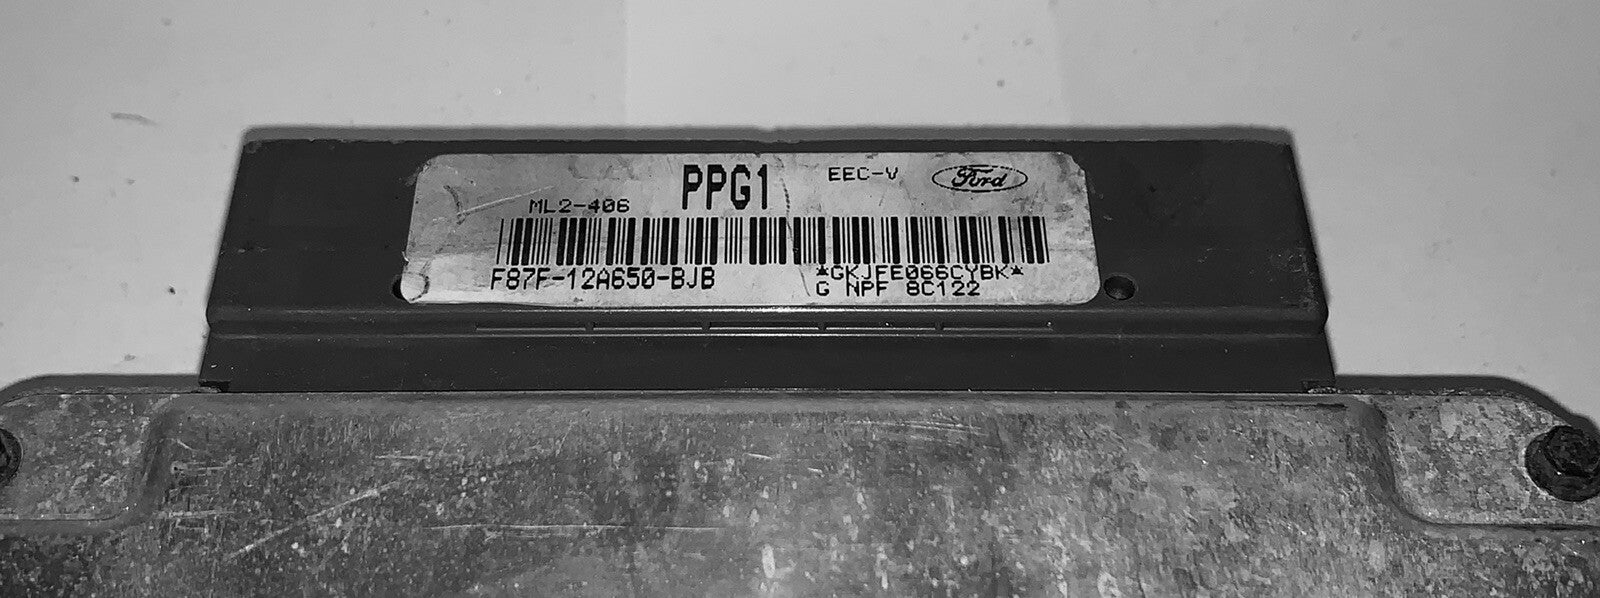 PPG1 EEC-V Ford
ML2-406
F87F-12A650-BJB *GKJFE066CYBK*
G NPF 8C122